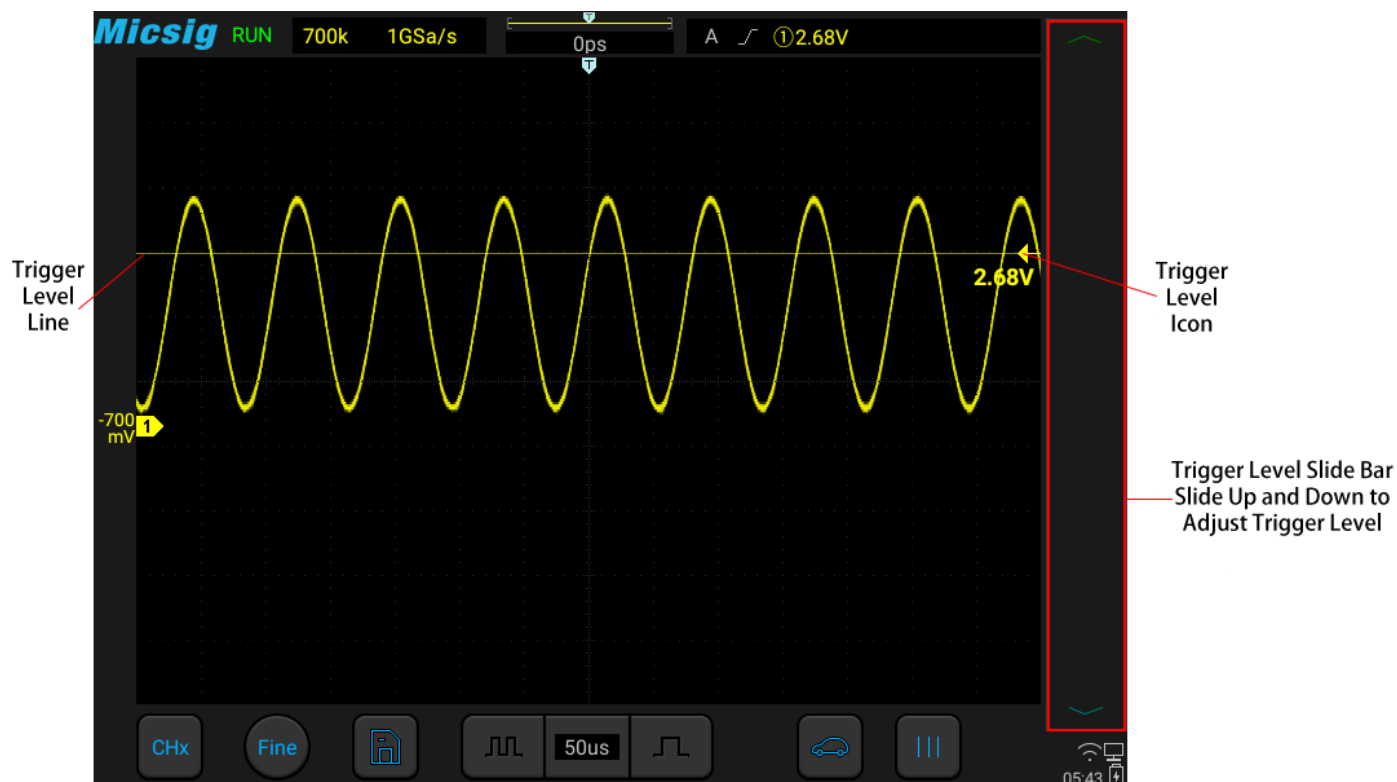 Micsig RUN 700k 1GSa/s 0ps A ①2.68V
T
T
Trigger
Level
Line
2.68V
Trigger
Level
Icon
-700
mV
1
Trigger Level Slide Bar
Slide Up and Down to
Adjust Trigger Level
CHx Fine 50us
05:43